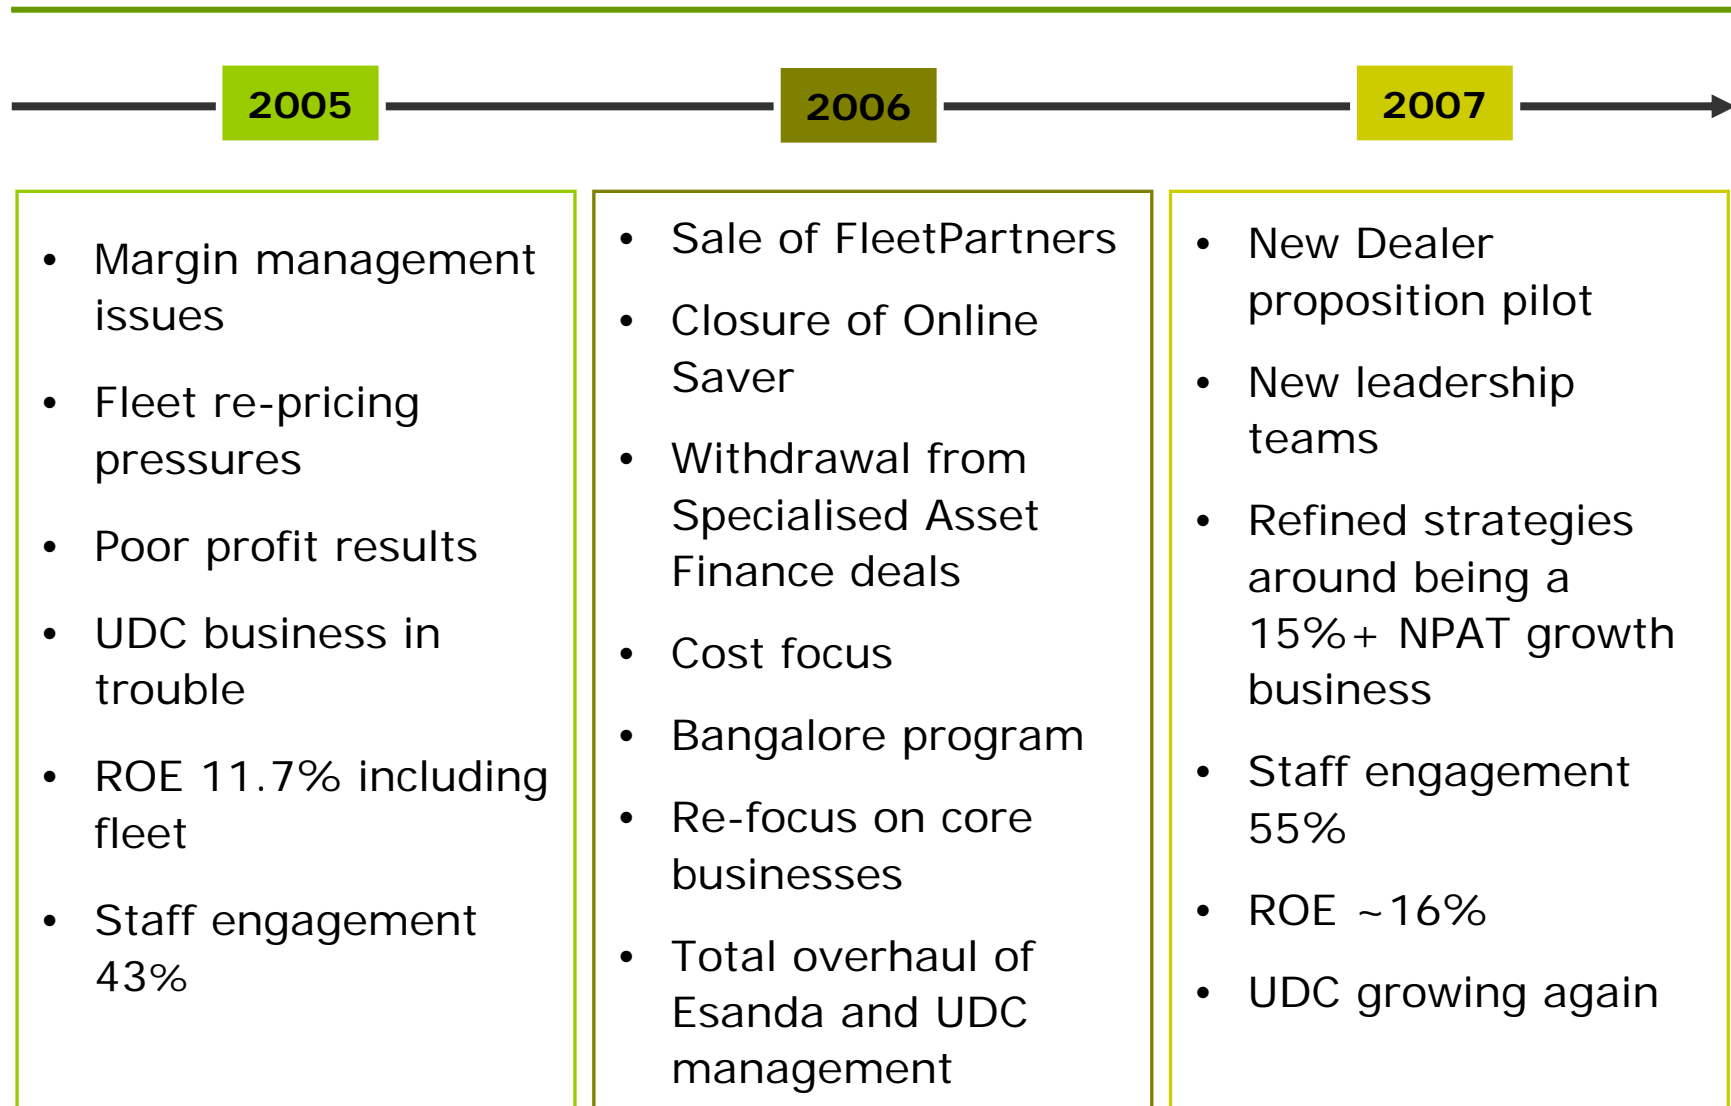 2005
2006
2007
• Margin management
issues
• Fleet re-pricing
pressures
• Poor profit results
• UDC business in
trouble
• ROE 11.7% including
fleet
• Staff engagement
43%
• Sale of FleetPartners
• Closure of Online
Saver
• Withdrawal from
Specialised Asset
Finance deals
• Cost focus
• Bangalore program
• Re-focus on core
businesses
• Total overhaul of
Esanda and UDC
management
• New Dealer
proposition pilot
• New leadership
teams
• Refined strategies
around being a
15%+ NPAT growth
business
• Staff engagement
55%
• ROE ~16%
• UDC growing again